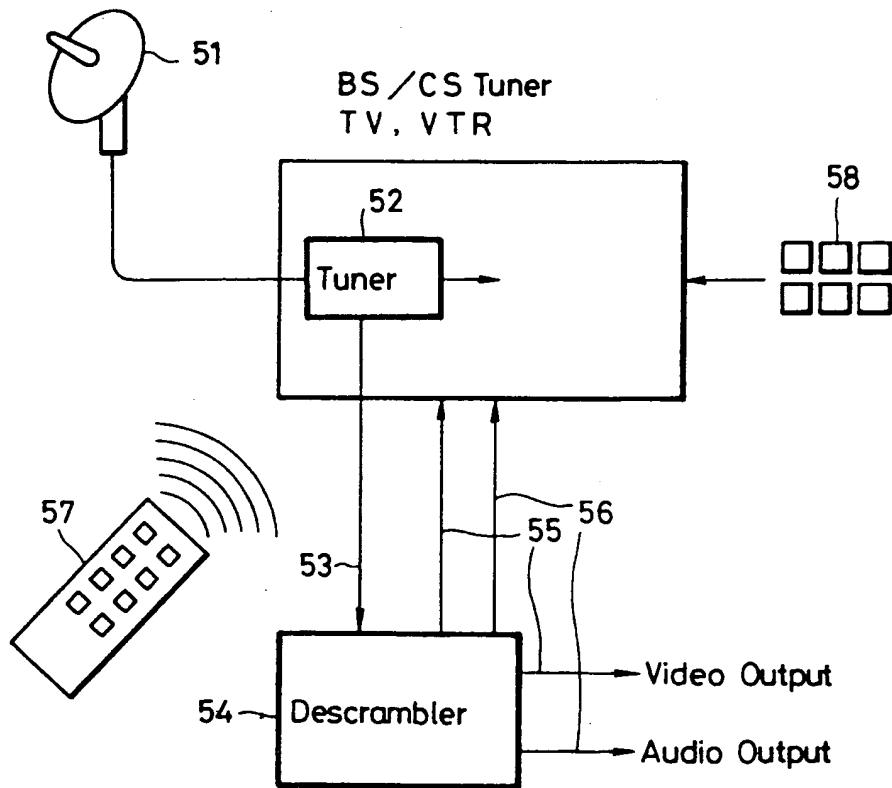 51
BS/CS Tuner
TV, VTR
52
Tuner
58
57
53
55
56
54
Descrambler
Video Output
Audio Output